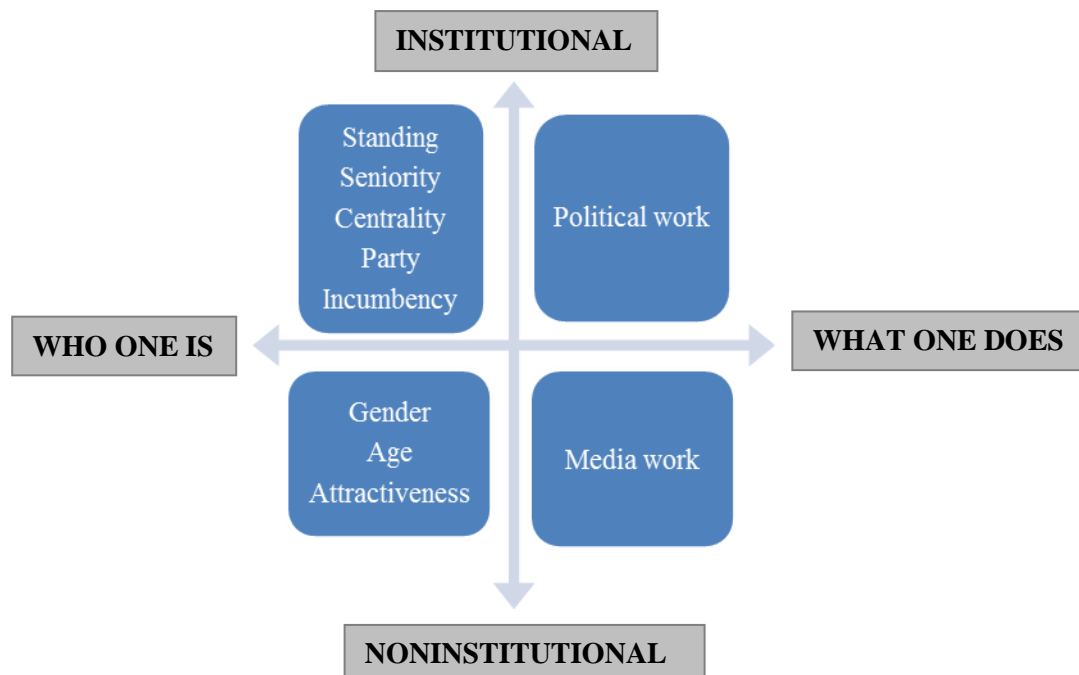 INSTITUTIONAL
Standing
Seniority
Centrality
Party
Incumbency
Political work
WHO ONE IS
WHAT ONE DOES
Gender
Age
Attractiveness
Media work
NONINSTITUTIONAL